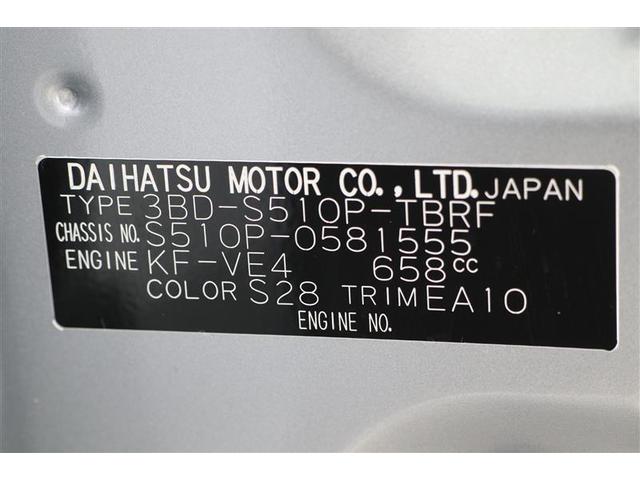 DAIHATSU MOTOR CO.,LTD. JAPAN
TYPE 3BD-S510P-TBRF
CHASSIS NO. S510P-0581555
ENGINE KF-VE4 658cc
COLOR S28 TRIM EA10
ENGINE NO.